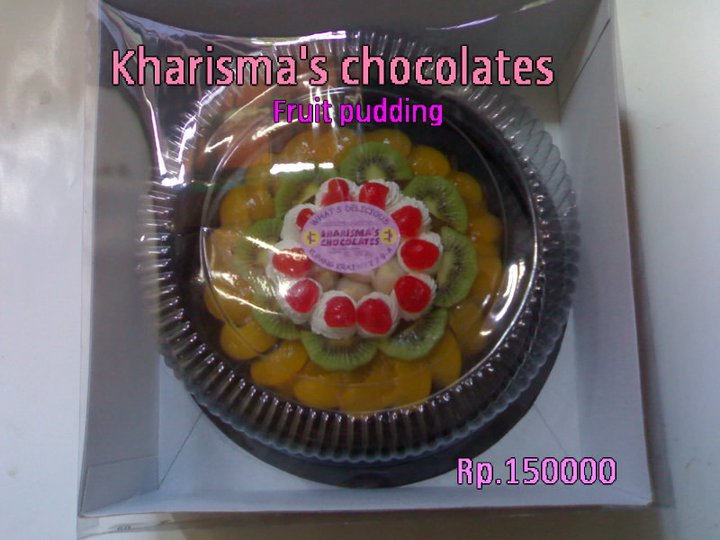 Kharisma's chocolates
Fruit pudding
WHAT'S DELICIOUS
KHARISMA'S
CHOCOLATES
Rp.150000